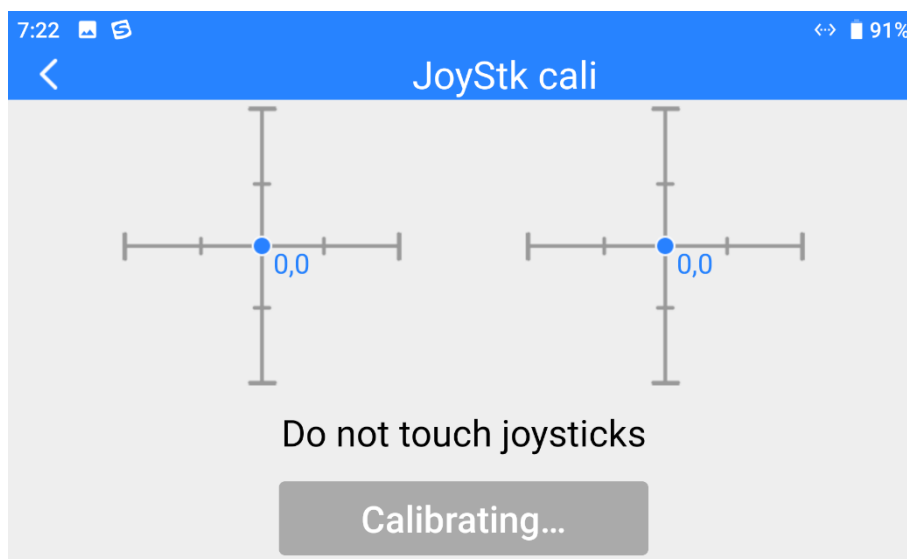 7:22 91%
JoyStk cali
0,0 0,0
Do not touch joysticks
Calibrating...